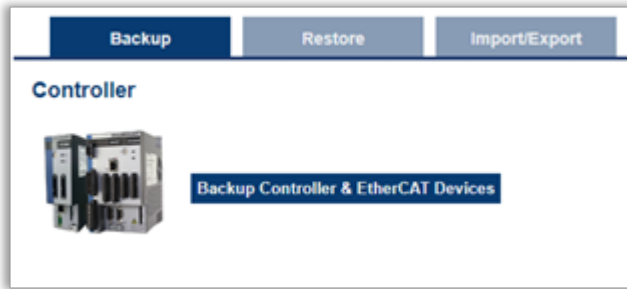 Backup Restore Import/Export
Controller
Backup Controller & EtherCAT Devices